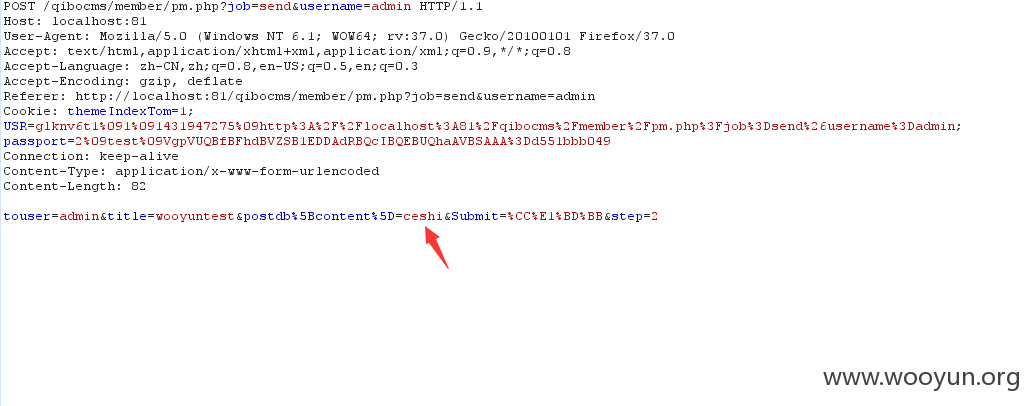 POST /qibocms/member/pm.php?job=send&username=admin HTTP/1.1
Host: localhost:81
User-Agent: Mozilla/5.0 (Windows NT 6.1; WOW64; rv:37.0) Gecko/20100101 Firefox/37.0
Accept: text/html,application/xhtml+xml,application/xml;q=0.9,*/*;q=0.8
Accept-Language: zh-CN,zh;q=0.8,en-US;q=0.5,en;q=0.3
Accept-Encoding: gzip, deflate
Referer: http://localhost:81/qibocms/member/pm.php?job=send&username=admin
Cookie: themeIndexTom=1;
USR=glknv6t1%091%091431947275%09http%3A%2F%2Flocalhost%3A81%2Fqibocms%2Fmember%2Fpm.php%3Fjob%3Dsend%26username%3Dadmin;
passport=2%09test%09VgpVUQBfBFhdBVZSB1EDDAdRBQcIBQEBUQhaAVBSAAA%3Dd551bbb049
Connection: keep-alive
Content-Type: application/x-www-form-urlencoded
Content-Length: 82
touser=admin&title=wooyuntest&postdb%5Bcontent%5D=ceshi&Submit=%CC%E1%BD%BB&step=2
www.wooyun.org